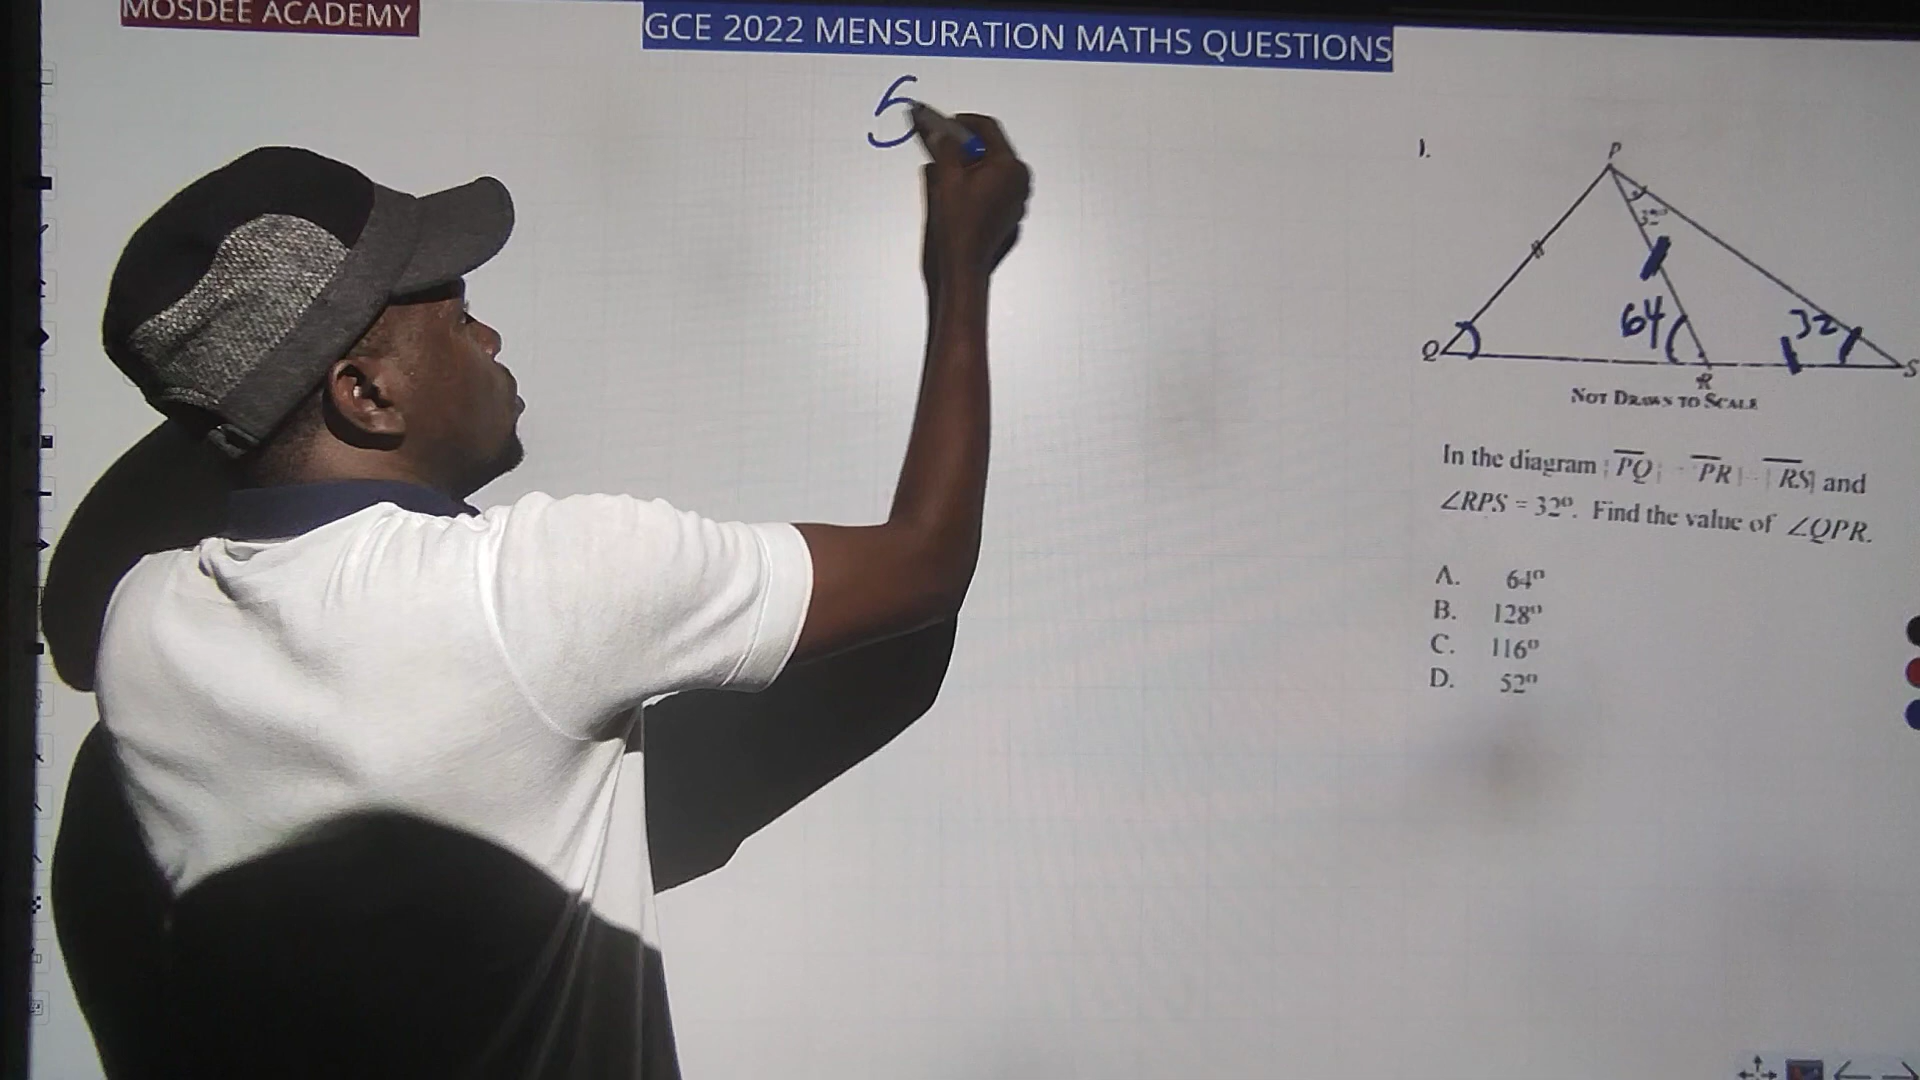 MOSDEE ACADEMY
GCE 2022 MENSURATION MATHS QUESTIONS
5
1.
P
32°
64
32
Q
R
S
NOT DRAWN TO SCALE
In the diagram |PQ| - |PR| - |RS| and
∠RPS = 32°. Find the value of ∠QPR.
A. 64°
B. 128°
C. 116°
D. 52°